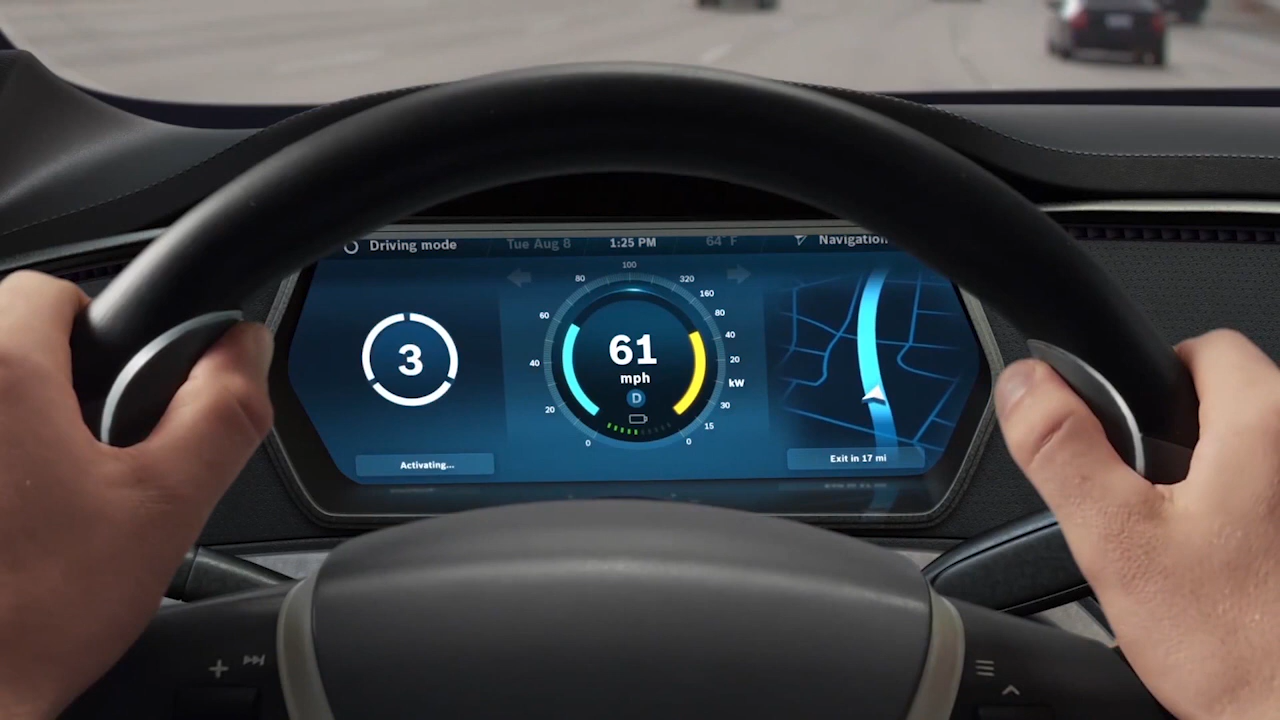 Driving mode
Tue Aug 8
1:25 PM
64° F
Navigation
3
Activating...
0
20
40
60
80
100
320
160
80
40
20
kW
30
15
0
61
mph
D
Exit in 17 mi